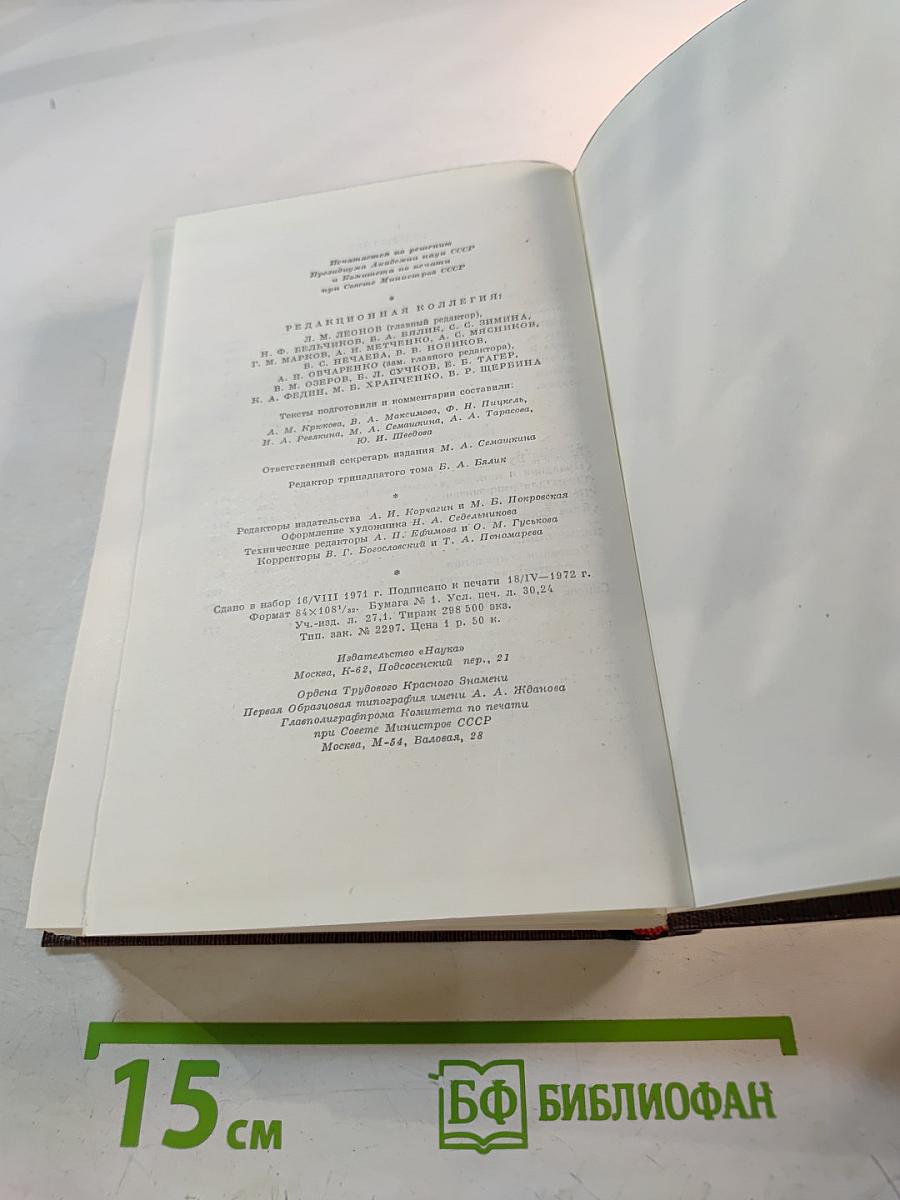 Печатается по решению
Президиума Академии наук СССР
и Комитета по печати
при Совете Министров СССР
*
РЕДАКЦИОННАЯ КОЛЛЕГИЯ:
Л. М. ЛЕОНОВ (главный редактор),
Н. Ф. БЕЛЬЧИКОВ, Б. А. БЯЛИК, С. С. ЗИМИНА,
Г. М. МАРКОВ, А. И. МЕТЧЕНКО, А. С. МЯСНИКОВ,
В. С. НЕЧАЕВА, В. В. НОВИКОВ,
А. И. ОВЧАРЕНКО (зам. главного редактора),
В. М. ОЗЕРОВ, Б. Л. СУЧКОВ, Е. Б. ТАГЕР,
К. А. ФЕДИН, М. Б. ХРАПЧЕНКО, В. Р. ЩЕРБИНА
Тексты подготовили и комментарии составили:
А. М. Крюкова, В. А. Максимова, Ф. Н. Пицкель,
И. А. Ревякина, М. А. Семашкина, А. А. Тарасова,
Ю. И. Шведова
Ответственный секретарь издания М. А. Семашкина
Редактор тринадцатого тома Б. А. Бялик
*
Редакторы издательства А. И. Корчагин и М. Б. Покровская
Оформление художника Н. А. Седельникова
Технические редакторы А. П. Ефимова и О. М. Гуськова
Корректоры В. Г. Богословский и Т. А. Пономарева
*
Сдано в набор 16/VIII 1971 г. Подписано к печати 18/IV—1972 г.
Формат 84×108¹/₃₂. Бумага № 1. Усл. печ. л. 30,24
Уч.-изд. л. 27,1. Тираж 298 500 экз.
Тип. зак. № 2297. Цена 1 р. 50 к.
Издательство «Наука»
Москва, К-62, Подсосенский пер., 21
Ордена Трудового Красного Знамени
Первая Образцовая типография имени А. А. Жданова
Главполиграфпрома Комитета по печати
при Совете Министров СССР
Москва, М-54, Валовая, 28
15 см
БФ БИБЛИОФАН